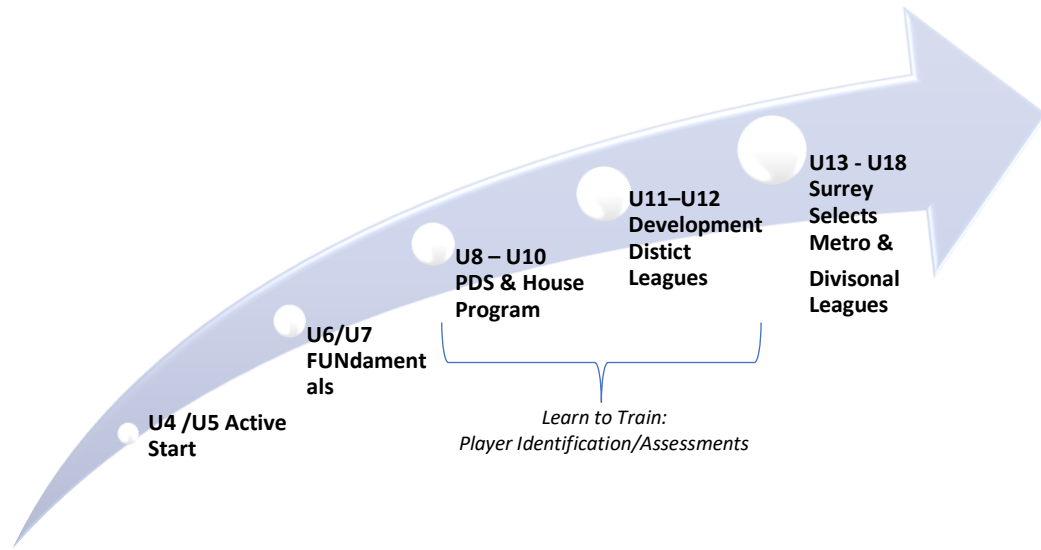 U4 /U5 Active
Start
U6/U7
FUNdament
als
U8 – U10
PDS & House
Program
U11–U12
Development
Distict
Leagues
U13 - U18
Surrey
Selects
Metro &
Divisonal
Leagues
Learn to Train:
Player Identification/Assessments